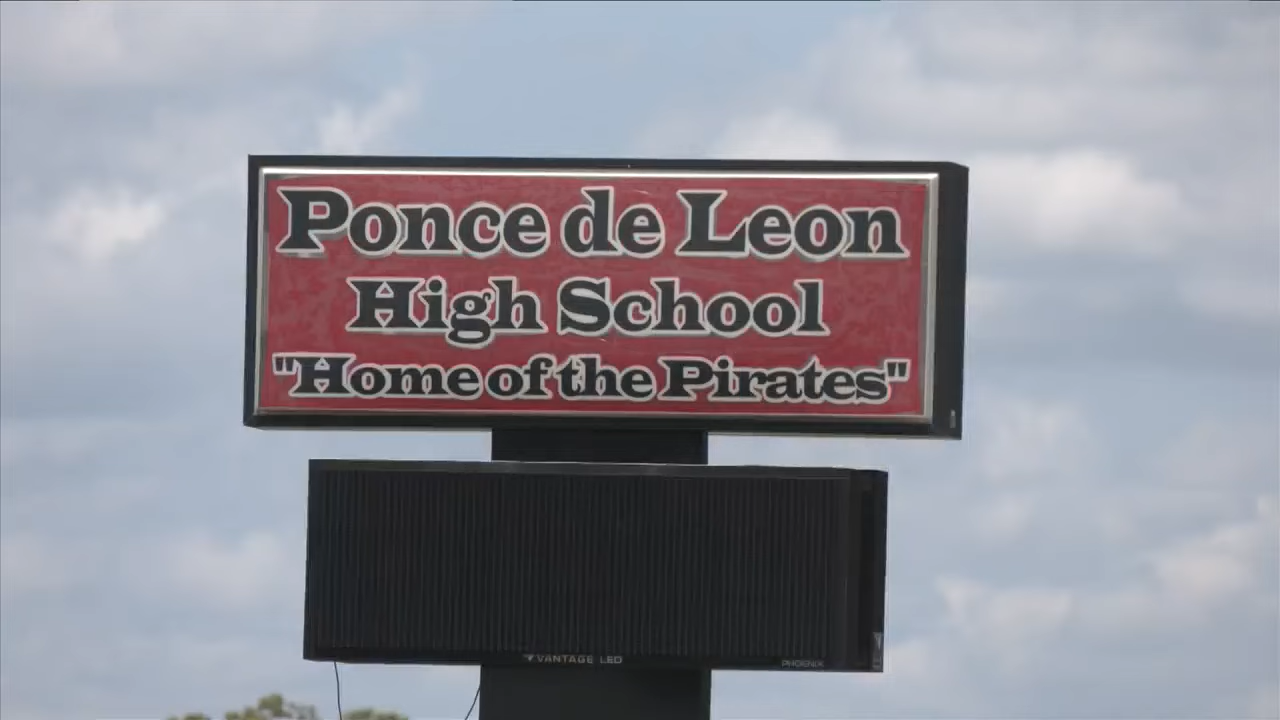 Ponce de Leon
High School
"Home of the Pirates"
VANTAGE LED
PHOENIX